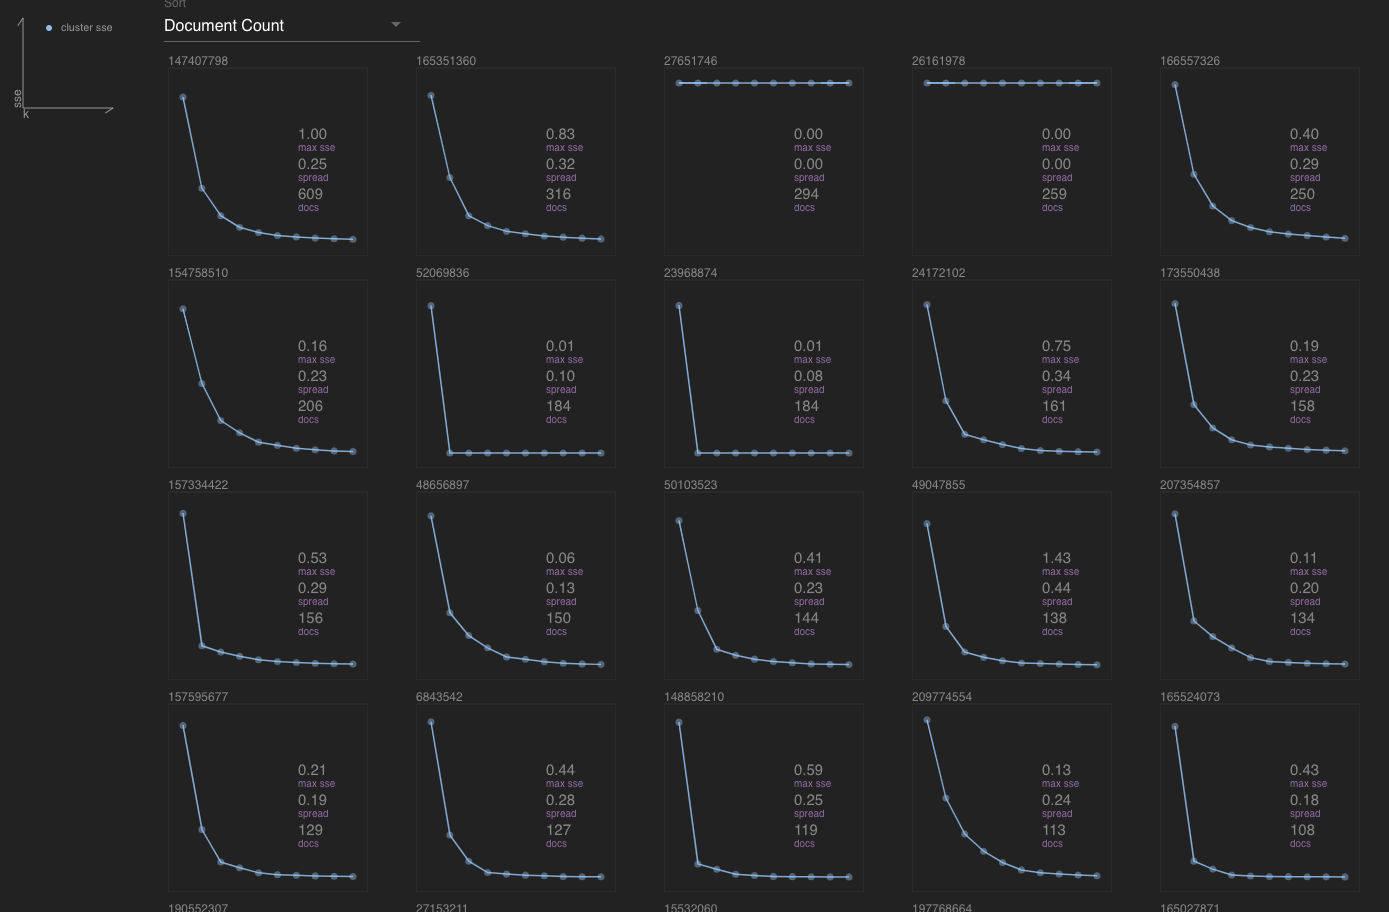 Sort
cluster sse
Document Count
sse
k
147407798
165351360
27651746
26161978
166557326
1.00
max sse
0.25
spread
609
docs
0.83
max sse
0.32
spread
316
docs
0.00
max sse
0.00
spread
294
docs
0.00
max sse
0.00
spread
259
docs
0.40
max sse
0.29
spread
250
docs
154758510
52069836
23968874
24172102
173550438
0.16
max sse
0.23
spread
206
docs
0.01
max sse
0.10
spread
184
docs
0.01
max sse
0.08
spread
184
docs
0.75
max sse
0.34
spread
161
docs
0.19
max sse
0.23
spread
158
docs
157334422
48656897
50103523
49047855
207354857
0.53
max sse
0.29
spread
156
docs
0.06
max sse
0.13
spread
150
docs
0.41
max sse
0.23
spread
144
docs
1.43
max sse
0.44
spread
138
docs
0.11
max sse
0.20
spread
134
docs
157595677
6843542
148858210
209774554
165524073
0.21
max sse
0.19
spread
129
docs
0.44
max sse
0.28
spread
127
docs
0.59
max sse
0.25
spread
119
docs
0.13
max sse
0.24
spread
113
docs
0.43
max sse
0.18
spread
108
docs
190552307
27153211
15532060
197768664
165027871